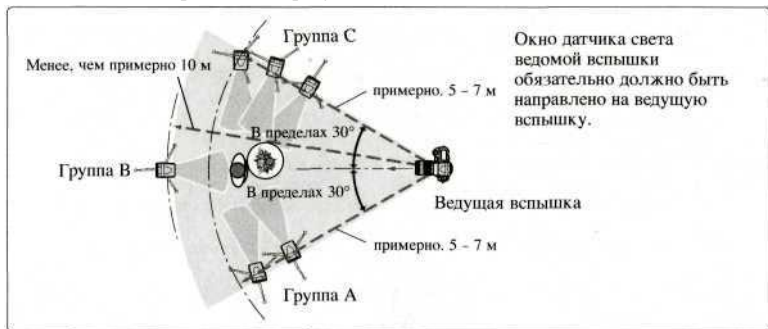 Группа C
Менее, чем примерно 10 м
примерно. 5 – 7 м
В пределах 30°
Группа B
В пределах 30°
Ведущая вспышка
примерно. 5 – 7 м
Группа A
Окно датчика света
ведомой вспышки
обязательно должно быть
направлено на ведущую
вспышку.